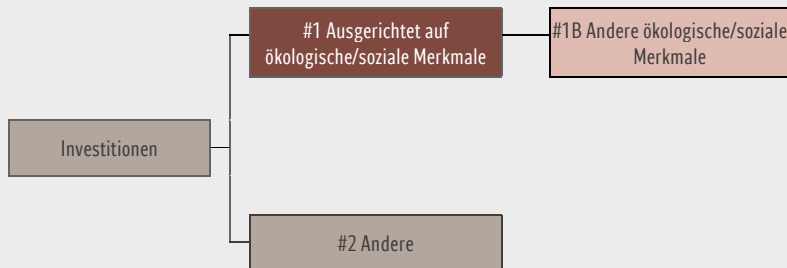 #1 Ausgerichtet auf
ökologische/soziale Merkmale
#1B Andere ökologische/soziale
Merkmale
Investitionen
#2 Andere